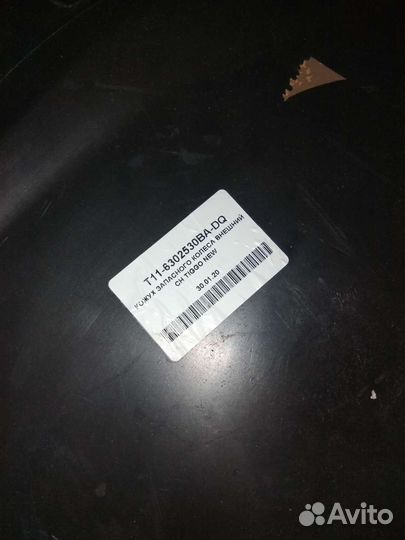 T11-6302530BA-DQ
КОЖУХ ЗАПАСНОГО КОЛЕСА ВНЕШНИЙ
CH TIGGO NEW
30.01.20
Avito